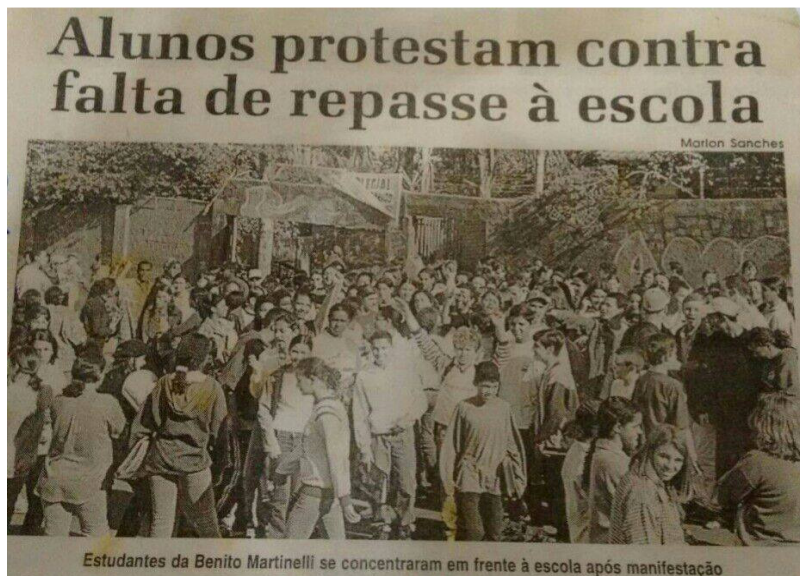 Alunos protestam contra
falta de repasse à escola
Marlon Sanches
Estudantes da Benito Martinelli se concentraram em frente à escola após manifestação